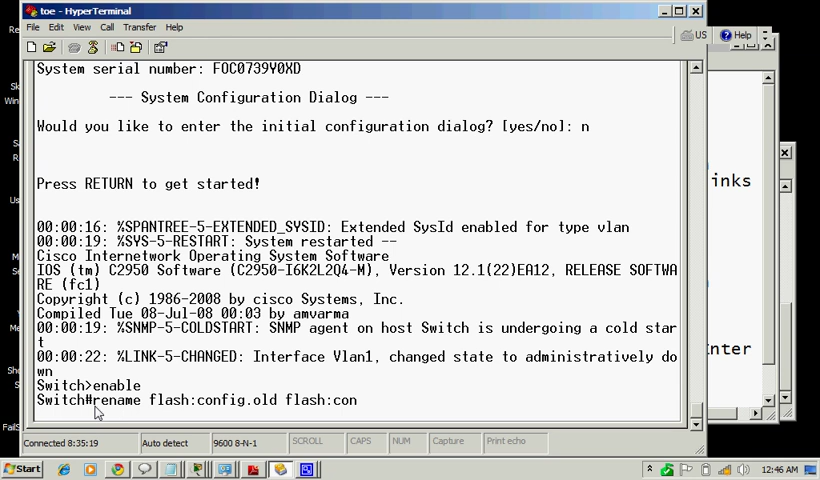 toe - HyperTerminal
File Edit View Call Transfer Help
US
Help
System serial number: FOC0739Y0XD
--- System Configuration Dialog ---
Would you like to enter the initial configuration dialog? [yes/no]: n
Press RETURN to get started!
inks
00:00:16: %SPANTREE-5-EXTENDED_SYSID: Extended SysId enabled for type vlan
00:00:19: %SYS-5-RESTART: System restarted --
Cisco Internetwork Operating System Software
IOS (tm) C2950 Software (C2950-I6K2L2Q4-M), Version 12.1(22)EA12, RELEASE SOFTWA
RE (fc1)
Copyright (c) 1986-2008 by cisco Systems, Inc.
Compiled Tue 08-Jul-08 00:03 by amvarma
00:00:19: %SNMP-5-COLDSTART: SNMP agent on host Switch is undergoing a cold star
t
00:00:22: %LINK-5-CHANGED: Interface Vlan1, changed state to administratively do
wn
Enter
Switch>enable
Switch#rename flash:config.old flash:con
Connected 8:35:19 Auto detect 9600 8-N-1 SCROLL CAPS NUM Capture Print echo
Start
12:46 AM